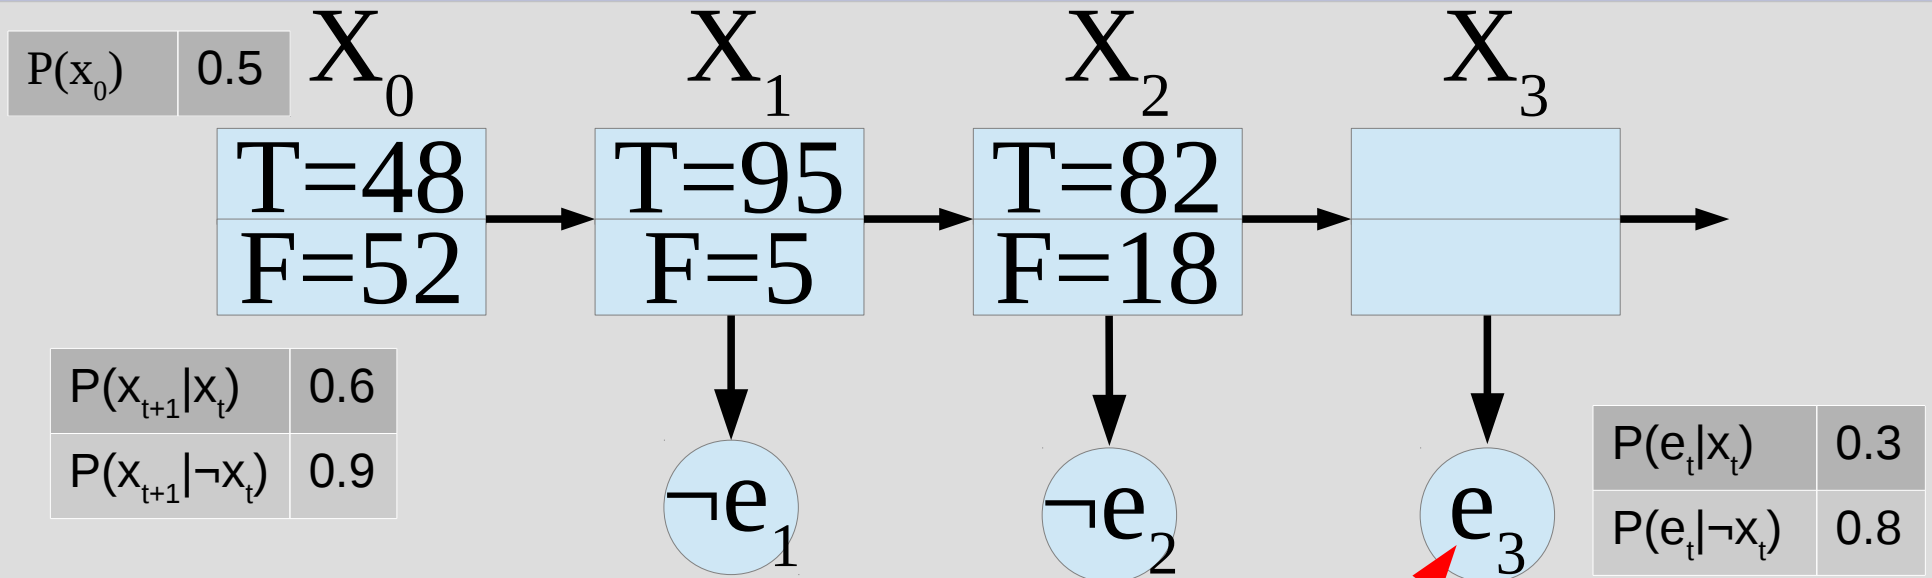 X₀ X₁ X₂ X₃
P(x₀) 0.5
T=48 T=95 T=82
F=52 F=5 F=18
P(xₜ₊₁|xₜ) 0.6
P(xₜ₊₁|¬xₜ) 0.9
¬e₁ ¬e₂ e₃
P(eₜ|xₜ) 0.3
P(eₜ|¬xₜ) 0.8